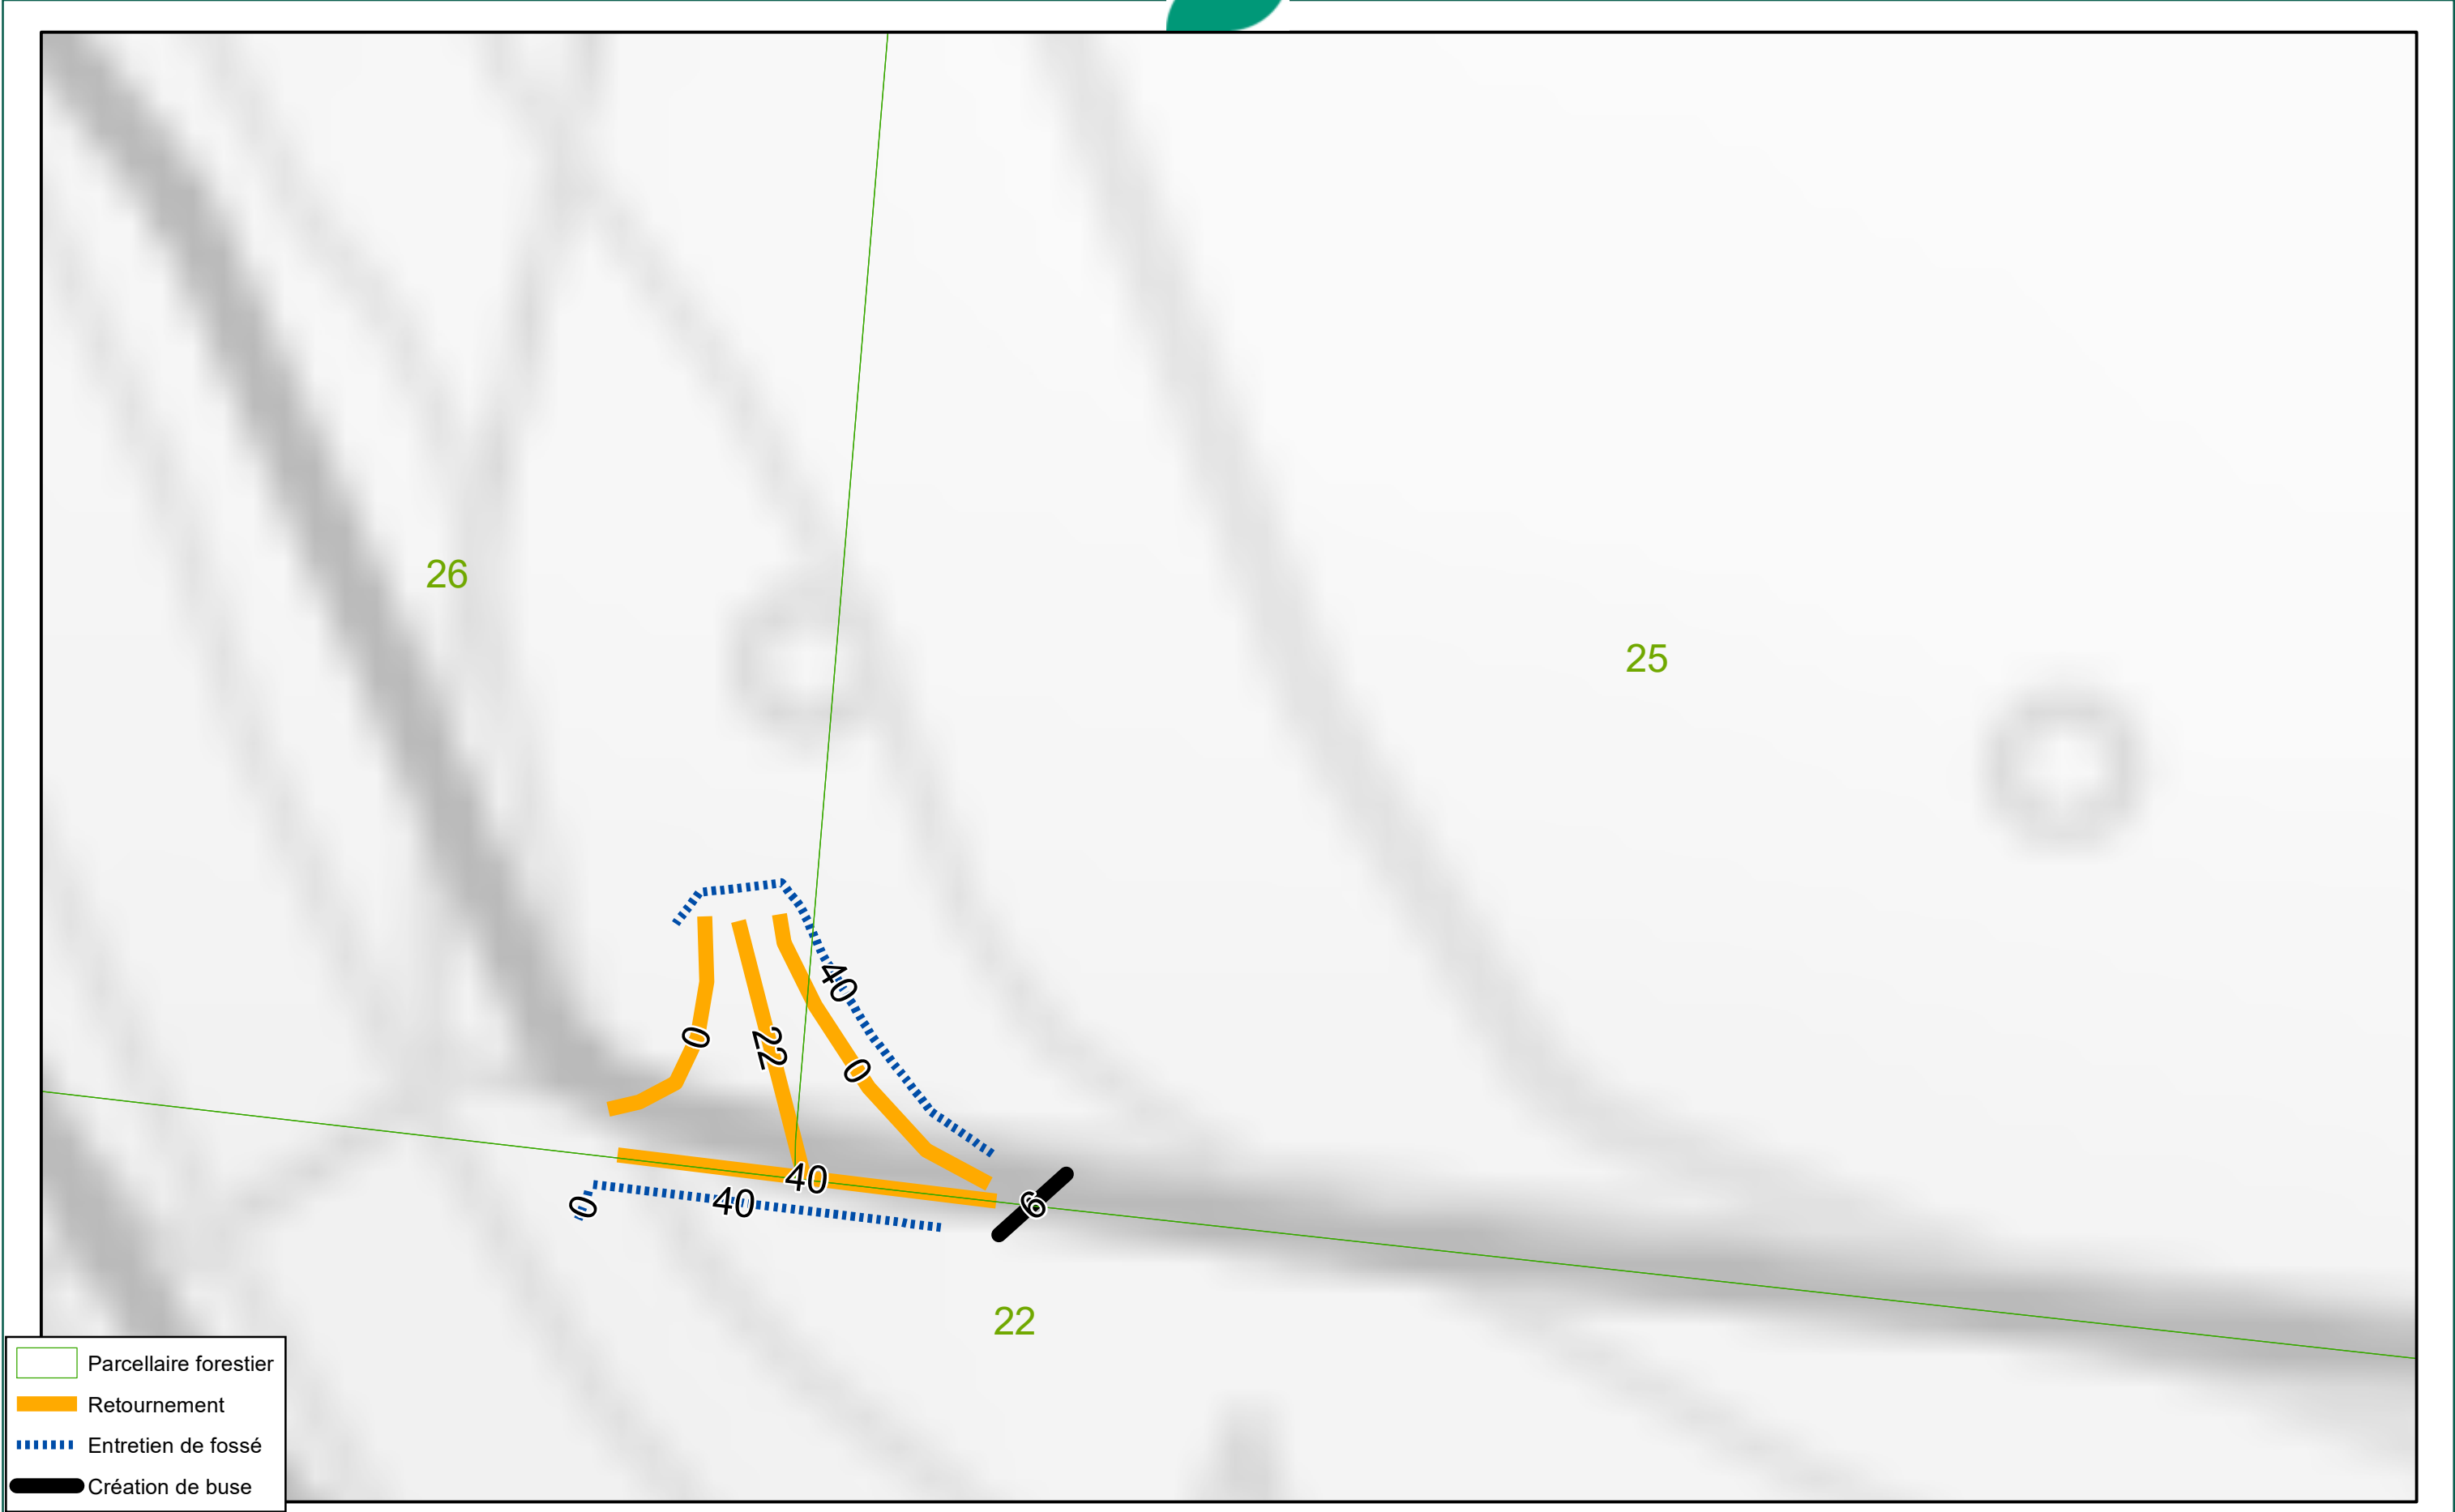 26
25
40
0
22
0
40
40
0
6
22
Parcellaire forestier
Retournement
Entretien de fossé
Création de buse